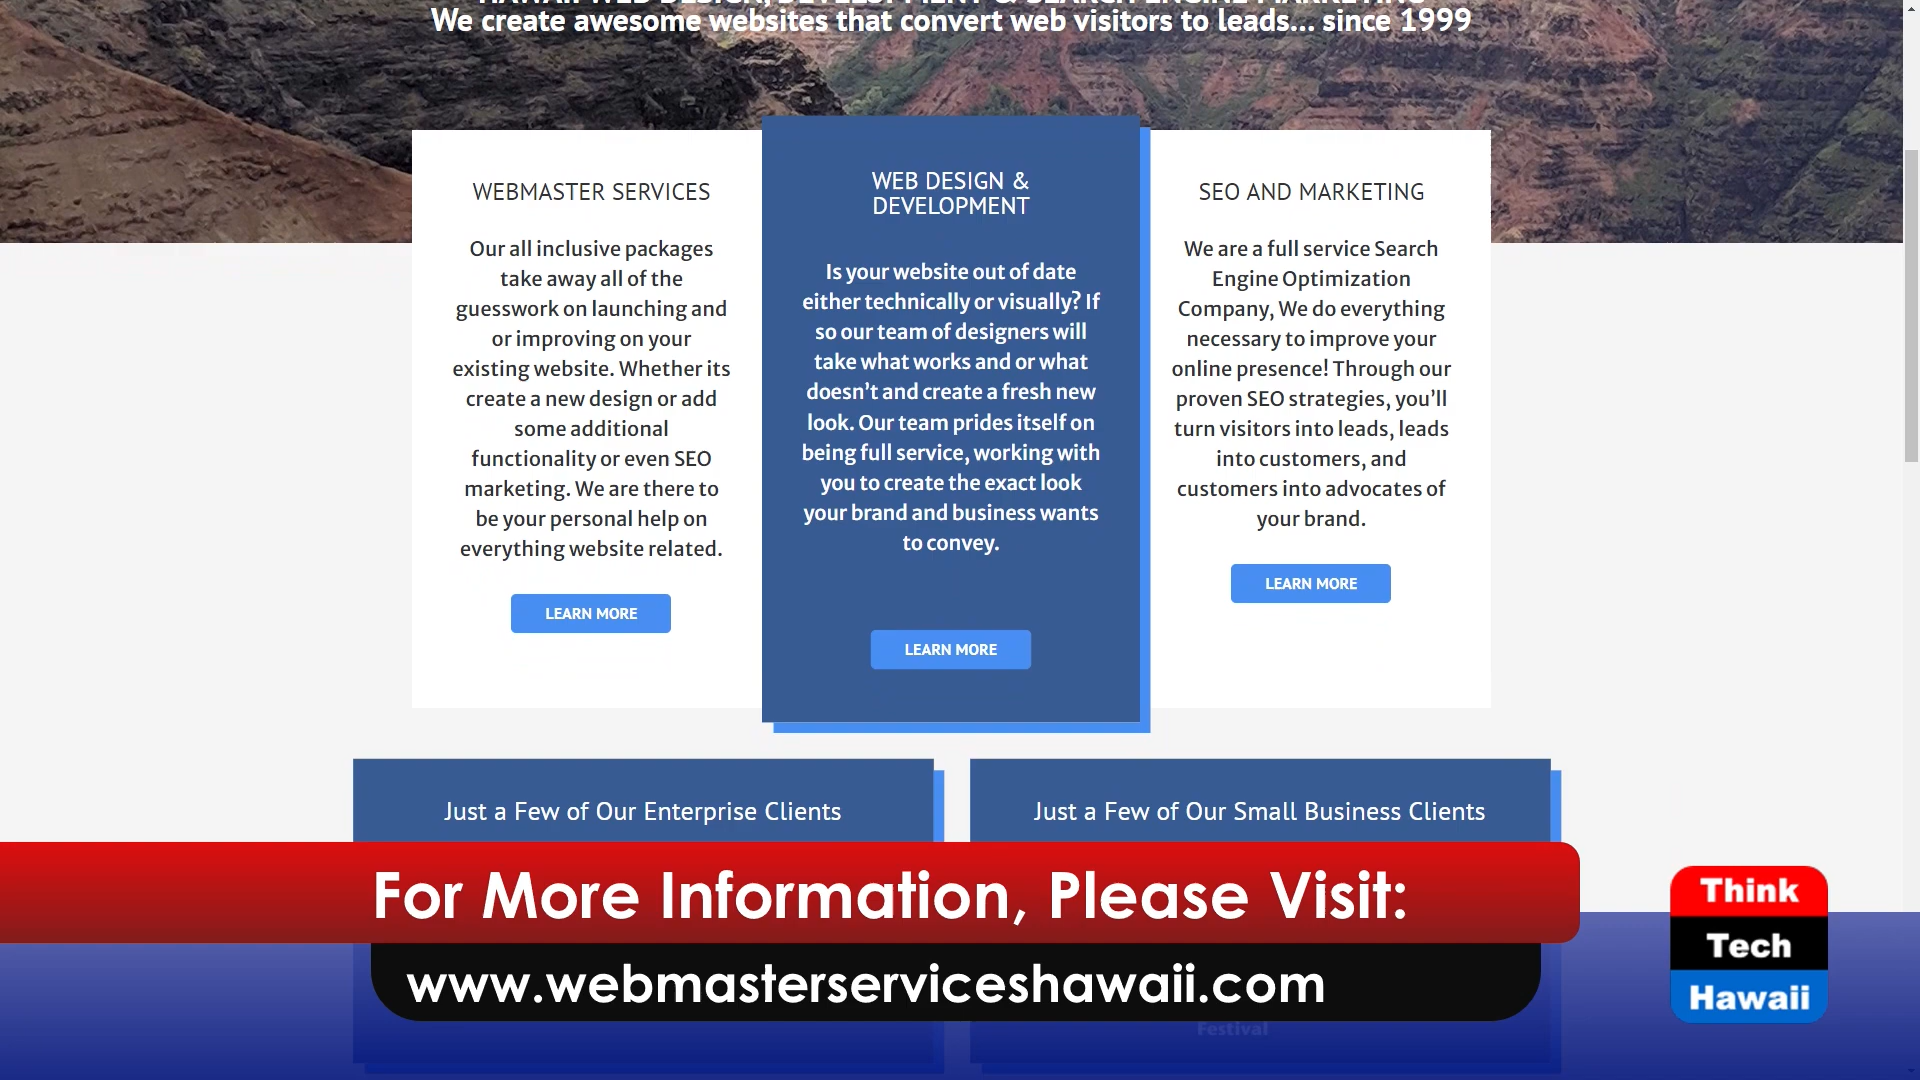 HAWAII WEB DESIGN, DEVELOPMENT & SEARCH ENGINE MARKETING
We create awesome websites that convert web visitors to leads... since 1999
WEBMASTER SERVICES
Our all inclusive packages
take away all of the
guesswork on launching and
or improving on your
existing website. Whether its
create a new design or add
some additional
functionality or even SEO
marketing. We are there to
be your personal help on
everything website related.
LEARN MORE
WEB DESIGN &
DEVELOPMENT
Is your website out of date
either technically or visually? If
so our team of designers will
take what works and or what
doesn’t and create a fresh new
look. Our team prides itself on
being full service, working with
you to create the exact look
your brand and business wants
to convey.
LEARN MORE
SEO AND MARKETING
We are a full service Search
Engine Optimization
Company, We do everything
necessary to improve your
online presence! Through our
proven SEO strategies, you’ll
turn visitors into leads, leads
into customers, and
customers into advocates of
your brand.
LEARN MORE
Just a Few of Our Enterprise Clients
Just a Few of Our Small Business Clients
For More Information, Please Visit:
www.webmasterserviceshawaii.com
Festival
Think
Tech
Hawaii